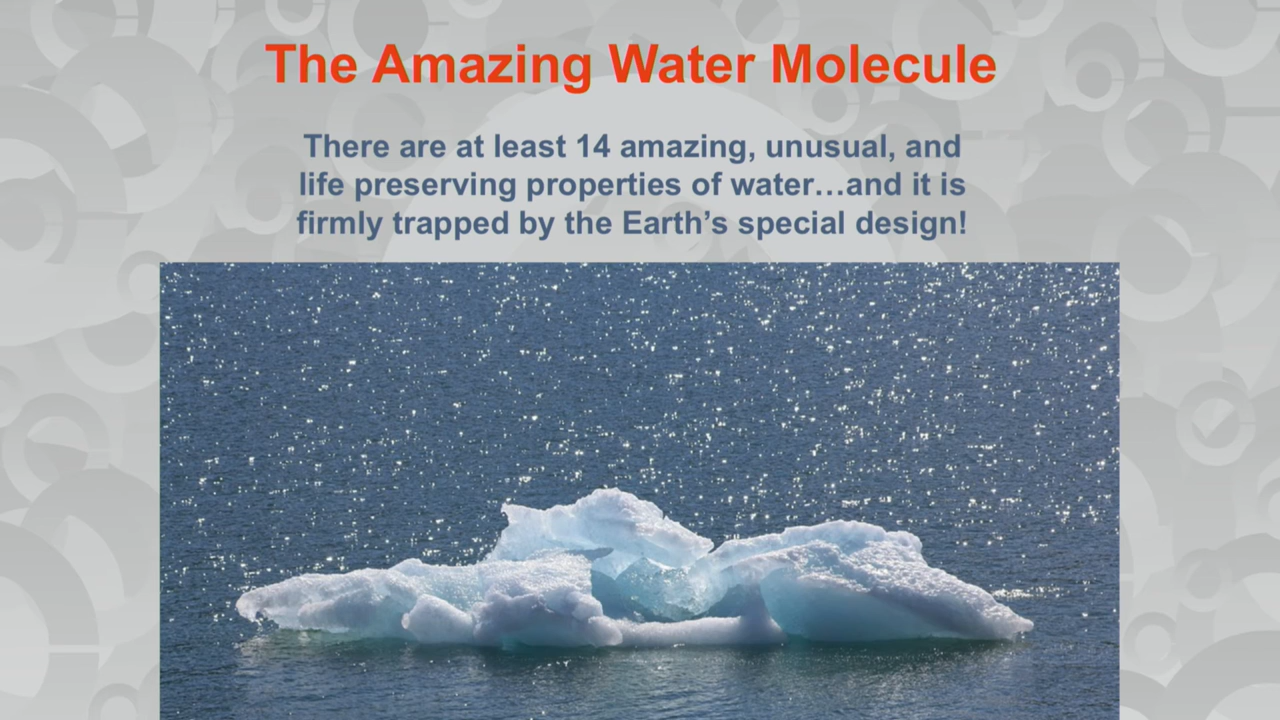 The Amazing Water Molecule
There are at least 14 amazing, unusual, and
life preserving properties of water…and it is
firmly trapped by the Earth’s special design!